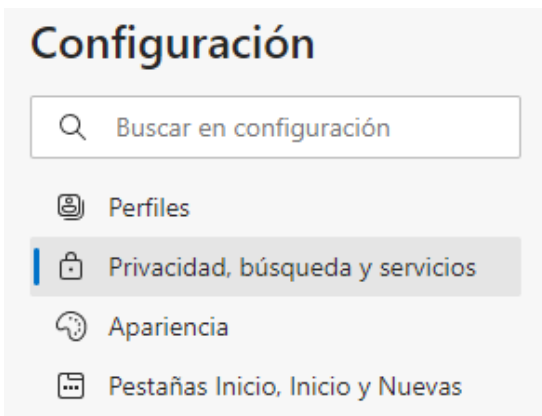 Configuración
Buscar en configuración
Perfiles
Privacidad, búsqueda y servicios
Apariencia
Pestañas Inicio, Inicio y Nuevas